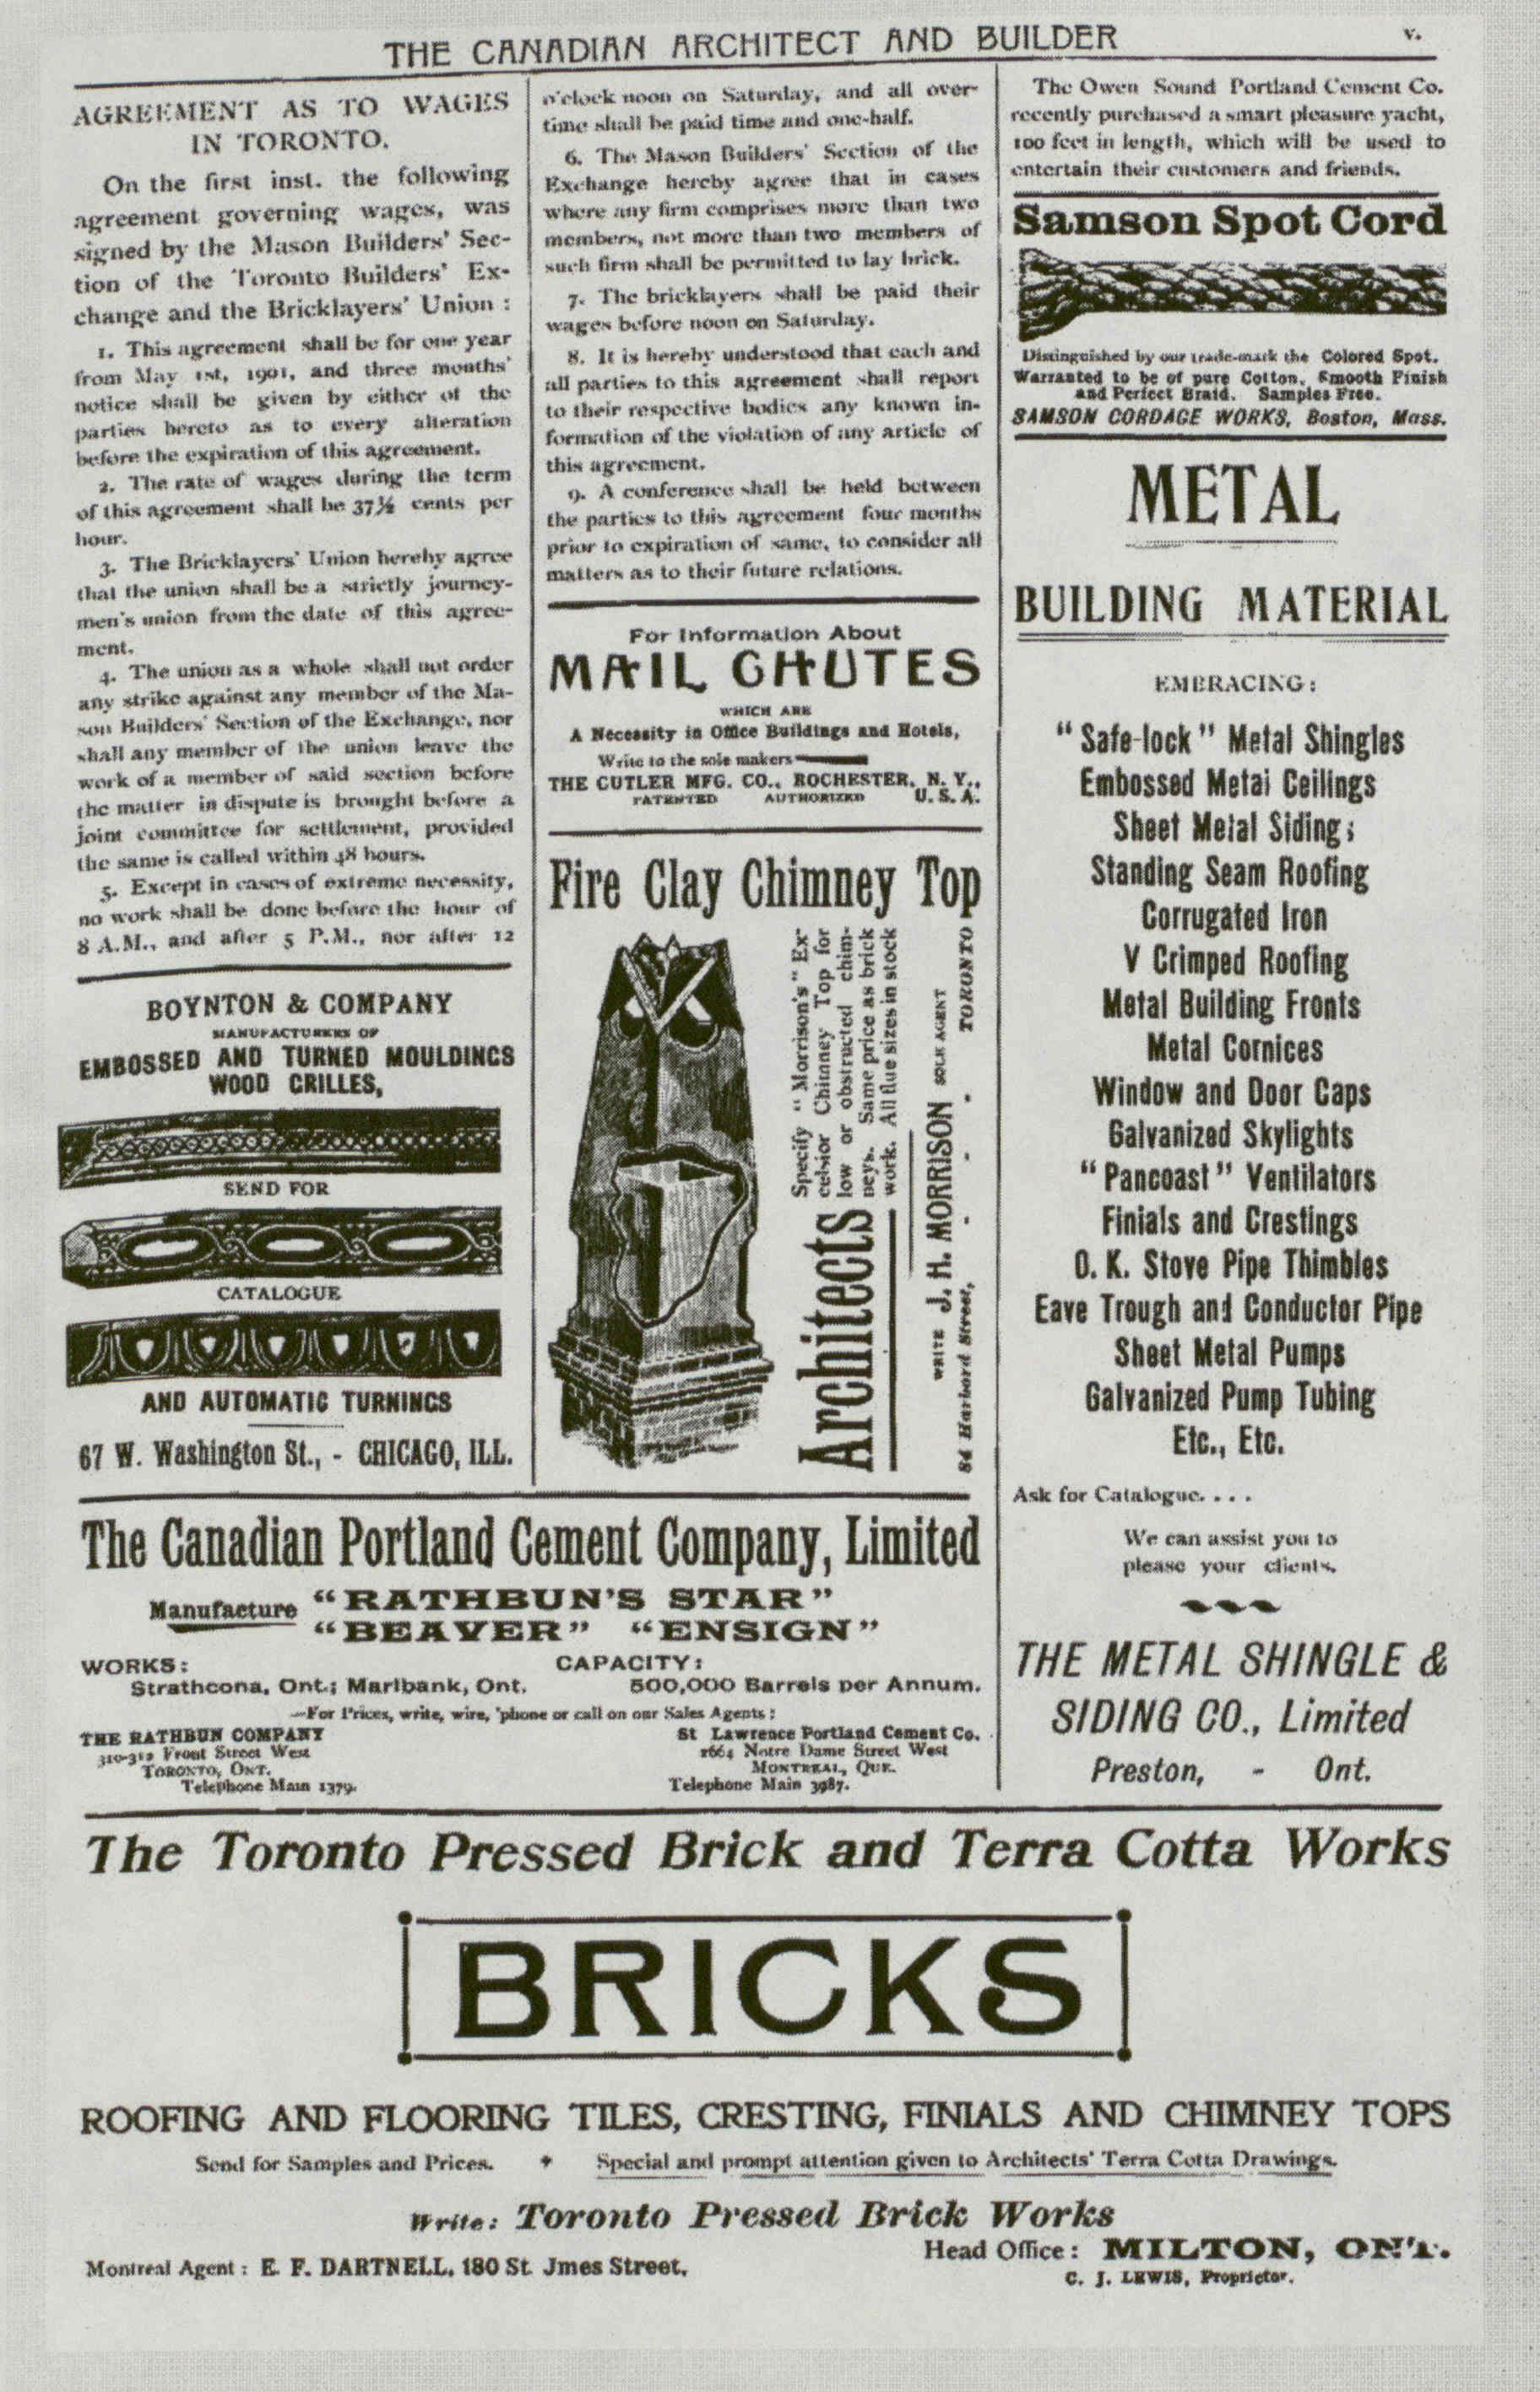 THE CANADIAN ARCHITECT AND BUILDER
v.
AGREEMENT AS TO WAGES
IN TORONTO.
On the first inst. the following
agreement governing wages, was
signed by the Mason Builders' Sec-
tion of the Toronto Builders' Ex-
change and the Bricklayers' Union :
1. This agreement shall be for one year
from May 1st, 1901, and three months'
notice shall be given by either of the
parties hereto as to every alteration
before the expiration of this agreement.
2. The rate of wages during the term
of this agreement shall be 37½ cents per
hour.
3. The Bricklayers' Union hereby agree
that the union shall be a strictly journey-
men's union from the date of this agree-
ment.
4. The union as a whole shall not order
any strike against any member of the Ma-
son Builders' Section of the Exchange, nor
shall any member of the union leave the
work of a member of said section before
the matter in dispute is brought before a
joint committee for settlement, provided
the same is called within 48 hours.
5. Except in cases of extreme necessity,
no work shall be done before the hour of
8 A.M., and after 5 P.M., nor after 12
o'clock noon on Saturday, and all over-
time shall be paid time and one-half.
6. The Mason Builders' Section of the
Exchange hereby agree that in cases
where any firm comprises more than two
members, not more than two members of
such firm shall be permitted to lay brick.
7. The bricklayers shall be paid their
wages before noon on Saturday.
8. It is hereby understood that each and
all parties to this agreement shall report
to their respective bodies any known in-
formation of the violation of any article of
this agreement.
9. A conference shall be held between
the parties to this agreement four months
prior to expiration of same, to consider all
matters as to their future relations.
The Owen Sound Portland Cement Co.
recently purchased a smart pleasure yacht,
100 feet in length, which will be used to
entertain their customers and friends.
BOYNTON & COMPANY
MANUFACTURERS OF
EMBOSSED AND TURNED MOULDINGS
WOOD GRILLES,
SEND FOR
CATALOGUE
AND AUTOMATIC TURNINGS
67 W. Washington St., - CHICAGO, ILL.
For Information About
MAIL CHUTES
WHICH ARE
A Necessity in Office Buildings and Hotels,
Write to the sole makers
THE CUTLER MFG. CO., ROCHESTER, N. Y.,
PATENTED AUTHORIZED U. S. A.
Fire Clay Chimney Top
Architects
Specify "Morrison's" Ex-
celsior Chimney Top for
low or obstructed chim-
neys. Same price as brick
work. All flue sizes in stock
WRITE J. H. MORRISON SOLE AGENT
84 Harbord Street, - - - TORONTO
Samson Spot Cord
Distinguished by our trade-mark the Colored Spot.
Warranted to be of pure Cotton, Smooth Finish
and Perfect Braid. Samples Free.
SAMSON CORDAGE WORKS, Boston, Mass.
METAL
BUILDING MATERIAL
EMBRACING :
"Safe-lock" Metal Shingles
Embossed Metal Ceilings
Sheet Metal Sidings
Standing Seam Roofing
Corrugated Iron
V Crimped Roofing
Metal Building Fronts
Metal Cornices
Window and Door Caps
Galvanized Skylights
"Pancoast" Ventilators
Finials and Crestings
O. K. Stove Pipe Thimbles
Eave Trough and Conductor Pipe
Sheet Metal Pumps
Galvanized Pump Tubing
Etc., Etc.
Ask for Catalogue. . . .
We can assist you to
please your clients.
THE METAL SHINGLE &
SIDING CO., Limited
Preston, - Ont.
The Canadian Portland Cement Company, Limited
Manufacture "RATHBUN'S STAR"
"BEAVER" "ENSIGN"
WORKS:
Strathcona, Ont.; Marlbank, Ont.
CAPACITY:
500,000 Barrels per Annum.
—For Prices, write, wire, 'phone or call on our Sales Agents :
THE RATHBUN COMPANY
310-312 Front Street West
TORONTO, ONT.
Telephone Main 1379.
St Lawrence Portland Cement Co.
1664 Notre Dame Street West
MONTREAL, QUE.
Telephone Main 3987.
The Toronto Pressed Brick and Terra Cotta Works
BRICKS
ROOFING AND FLOORING TILES, CRESTING, FINIALS AND CHIMNEY TOPS
Send for Samples and Prices. Special and prompt attention given to Architects' Terra Cotta Drawings.
Write: Toronto Pressed Brick Works
Head Office : MILTON, ONT.
C. J. LEWIS, Proprietor.
Montreal Agent : E. F. DARTNELL, 180 St. Jmes Street,